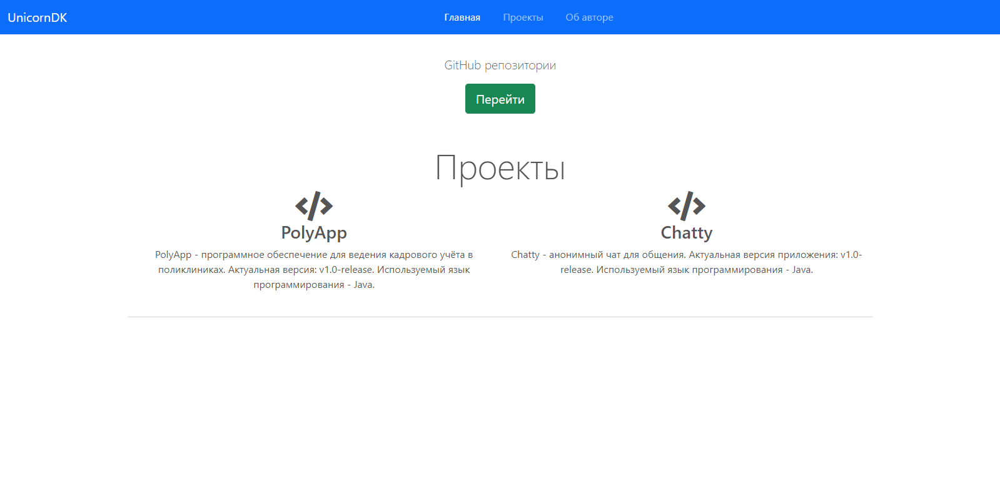 UnicornDK
Главная Проекты Об авторе
GitHub репозитории
Перейти
Проекты
PolyApp
PolyApp - программное обеспечение для ведения кадрового учёта в
поликлиниках. Актуальная версия: v1.0-release. Используемый язык
программирования - Java.
Chatty
Chatty - анонимный чат для общения. Актуальная версия приложения: v1.0-
release. Используемый язык программирования - Java.